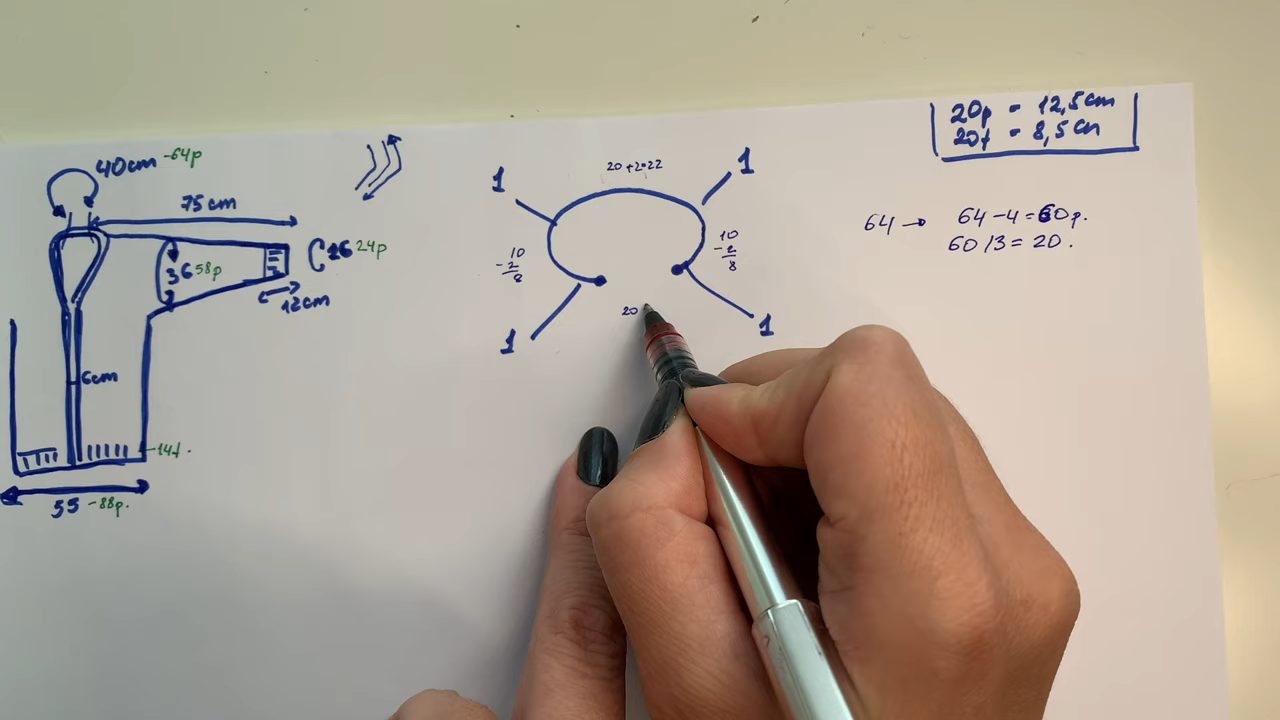 40cm -64p
75 cm
C 26 24p
36 58p
12cm
6cm
14f.
55 -88p.
20 +2=22
1
1
10
-2
8
10
-2
8
20
1
1
20p = 12,5cm
20f = 8,5cm
64 → 64-4=60p.
60/3=20.